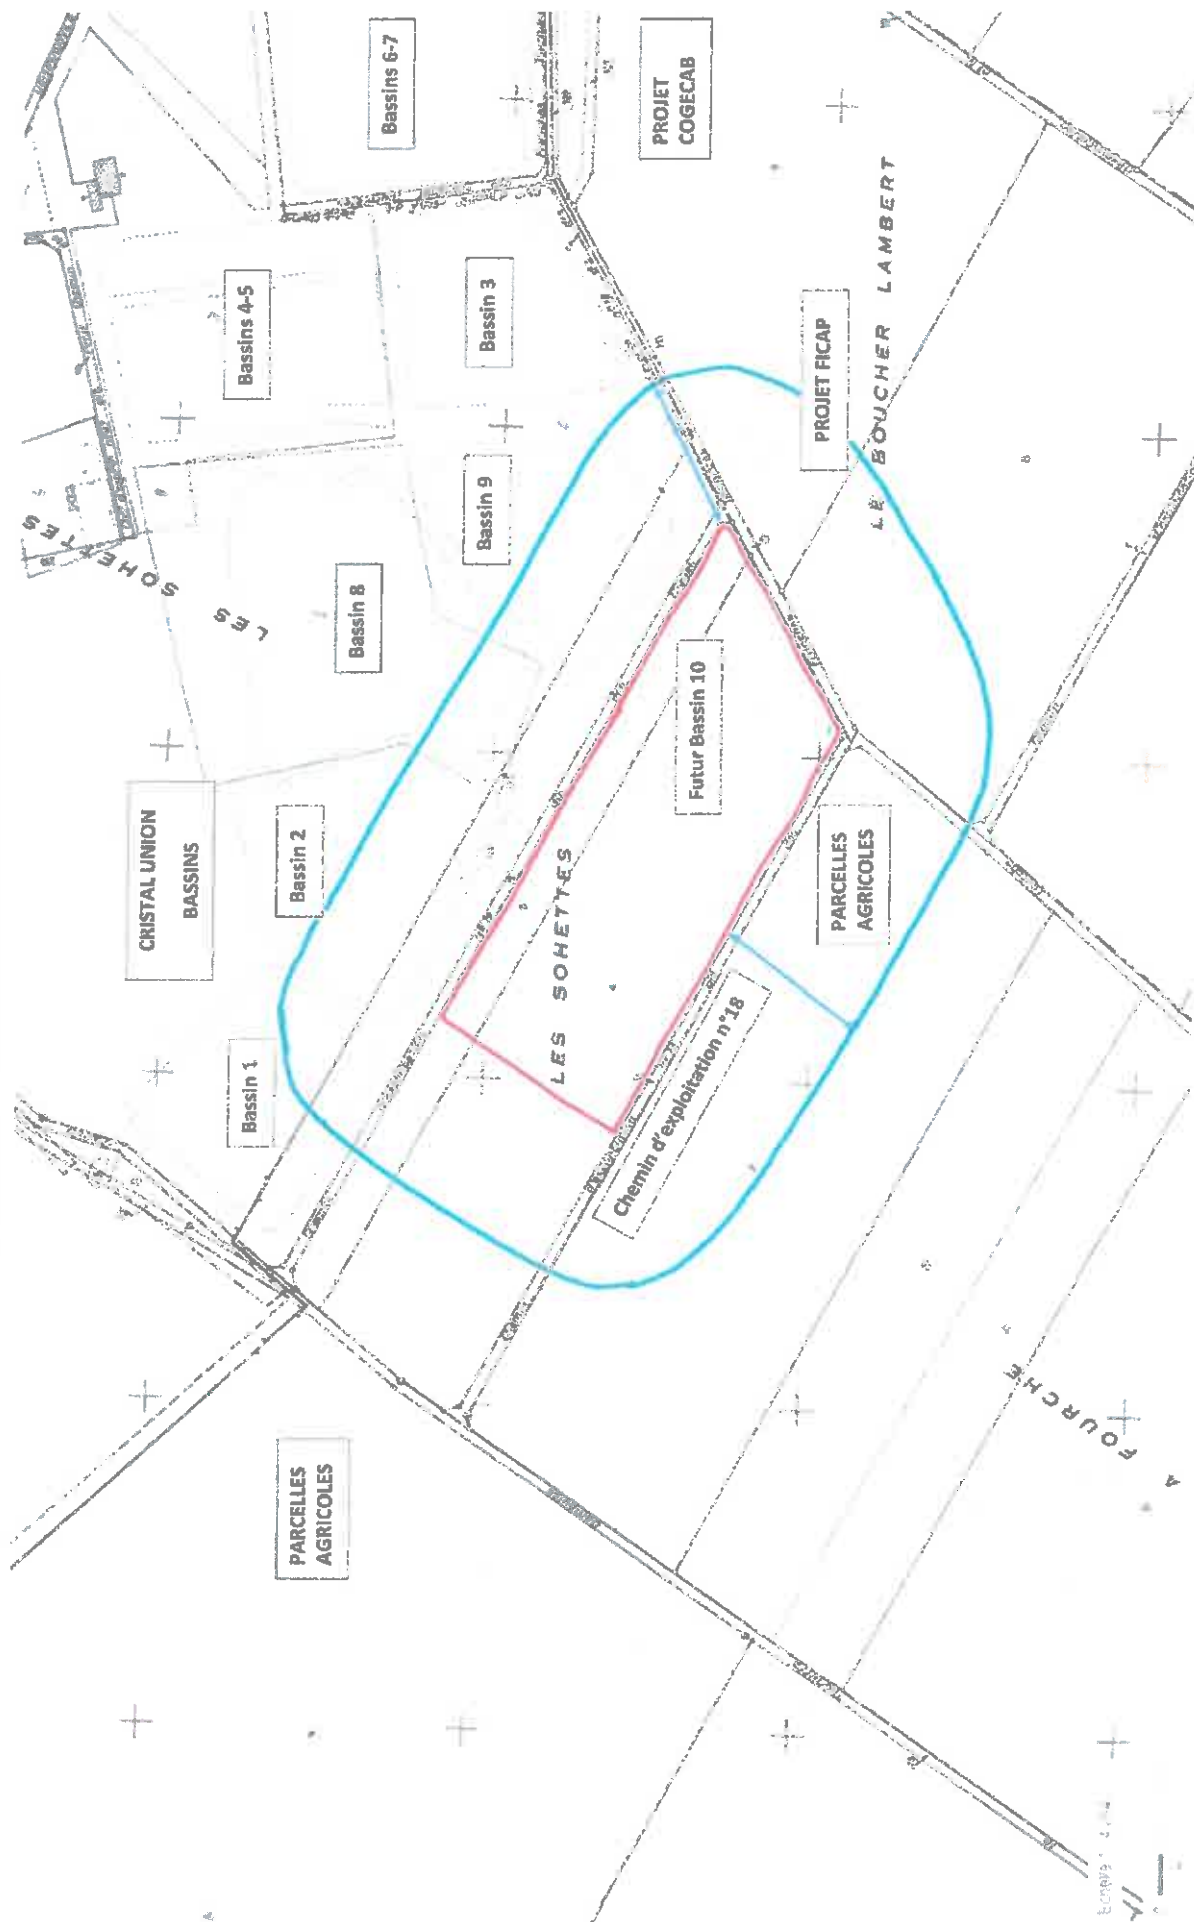 Bassins 6-7
PROJET
COGECAB
Bassins 4-5
Bassin 3
PROJET FICAP
LE BOUCHER LAMBERT
LES SOHETTES
Bassin 9
Bassin 8
Futur Bassin 10
CRISTAL UNION
BASSINS
Bassin 2
LES SOHETTES
PARCELLES
AGRICOLES
Bassin 1
Chemin d'exploitation n°18
A FOURCHE
PARCELLES
AGRICOLES